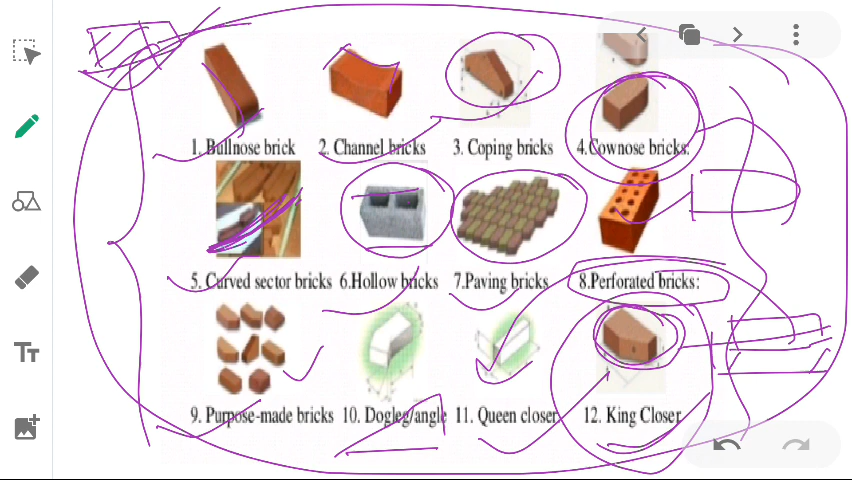 1. Bullnose brick 2. Channel bricks 3. Coping bricks 4.Cownose bricks:
5. Curved sector bricks 6.Hollow bricks 7.Paving bricks 8.Perforated bricks:
9. Purpose-made bricks 10. Dogleg/angle 11. Queen closer 12. King Closer
Tт